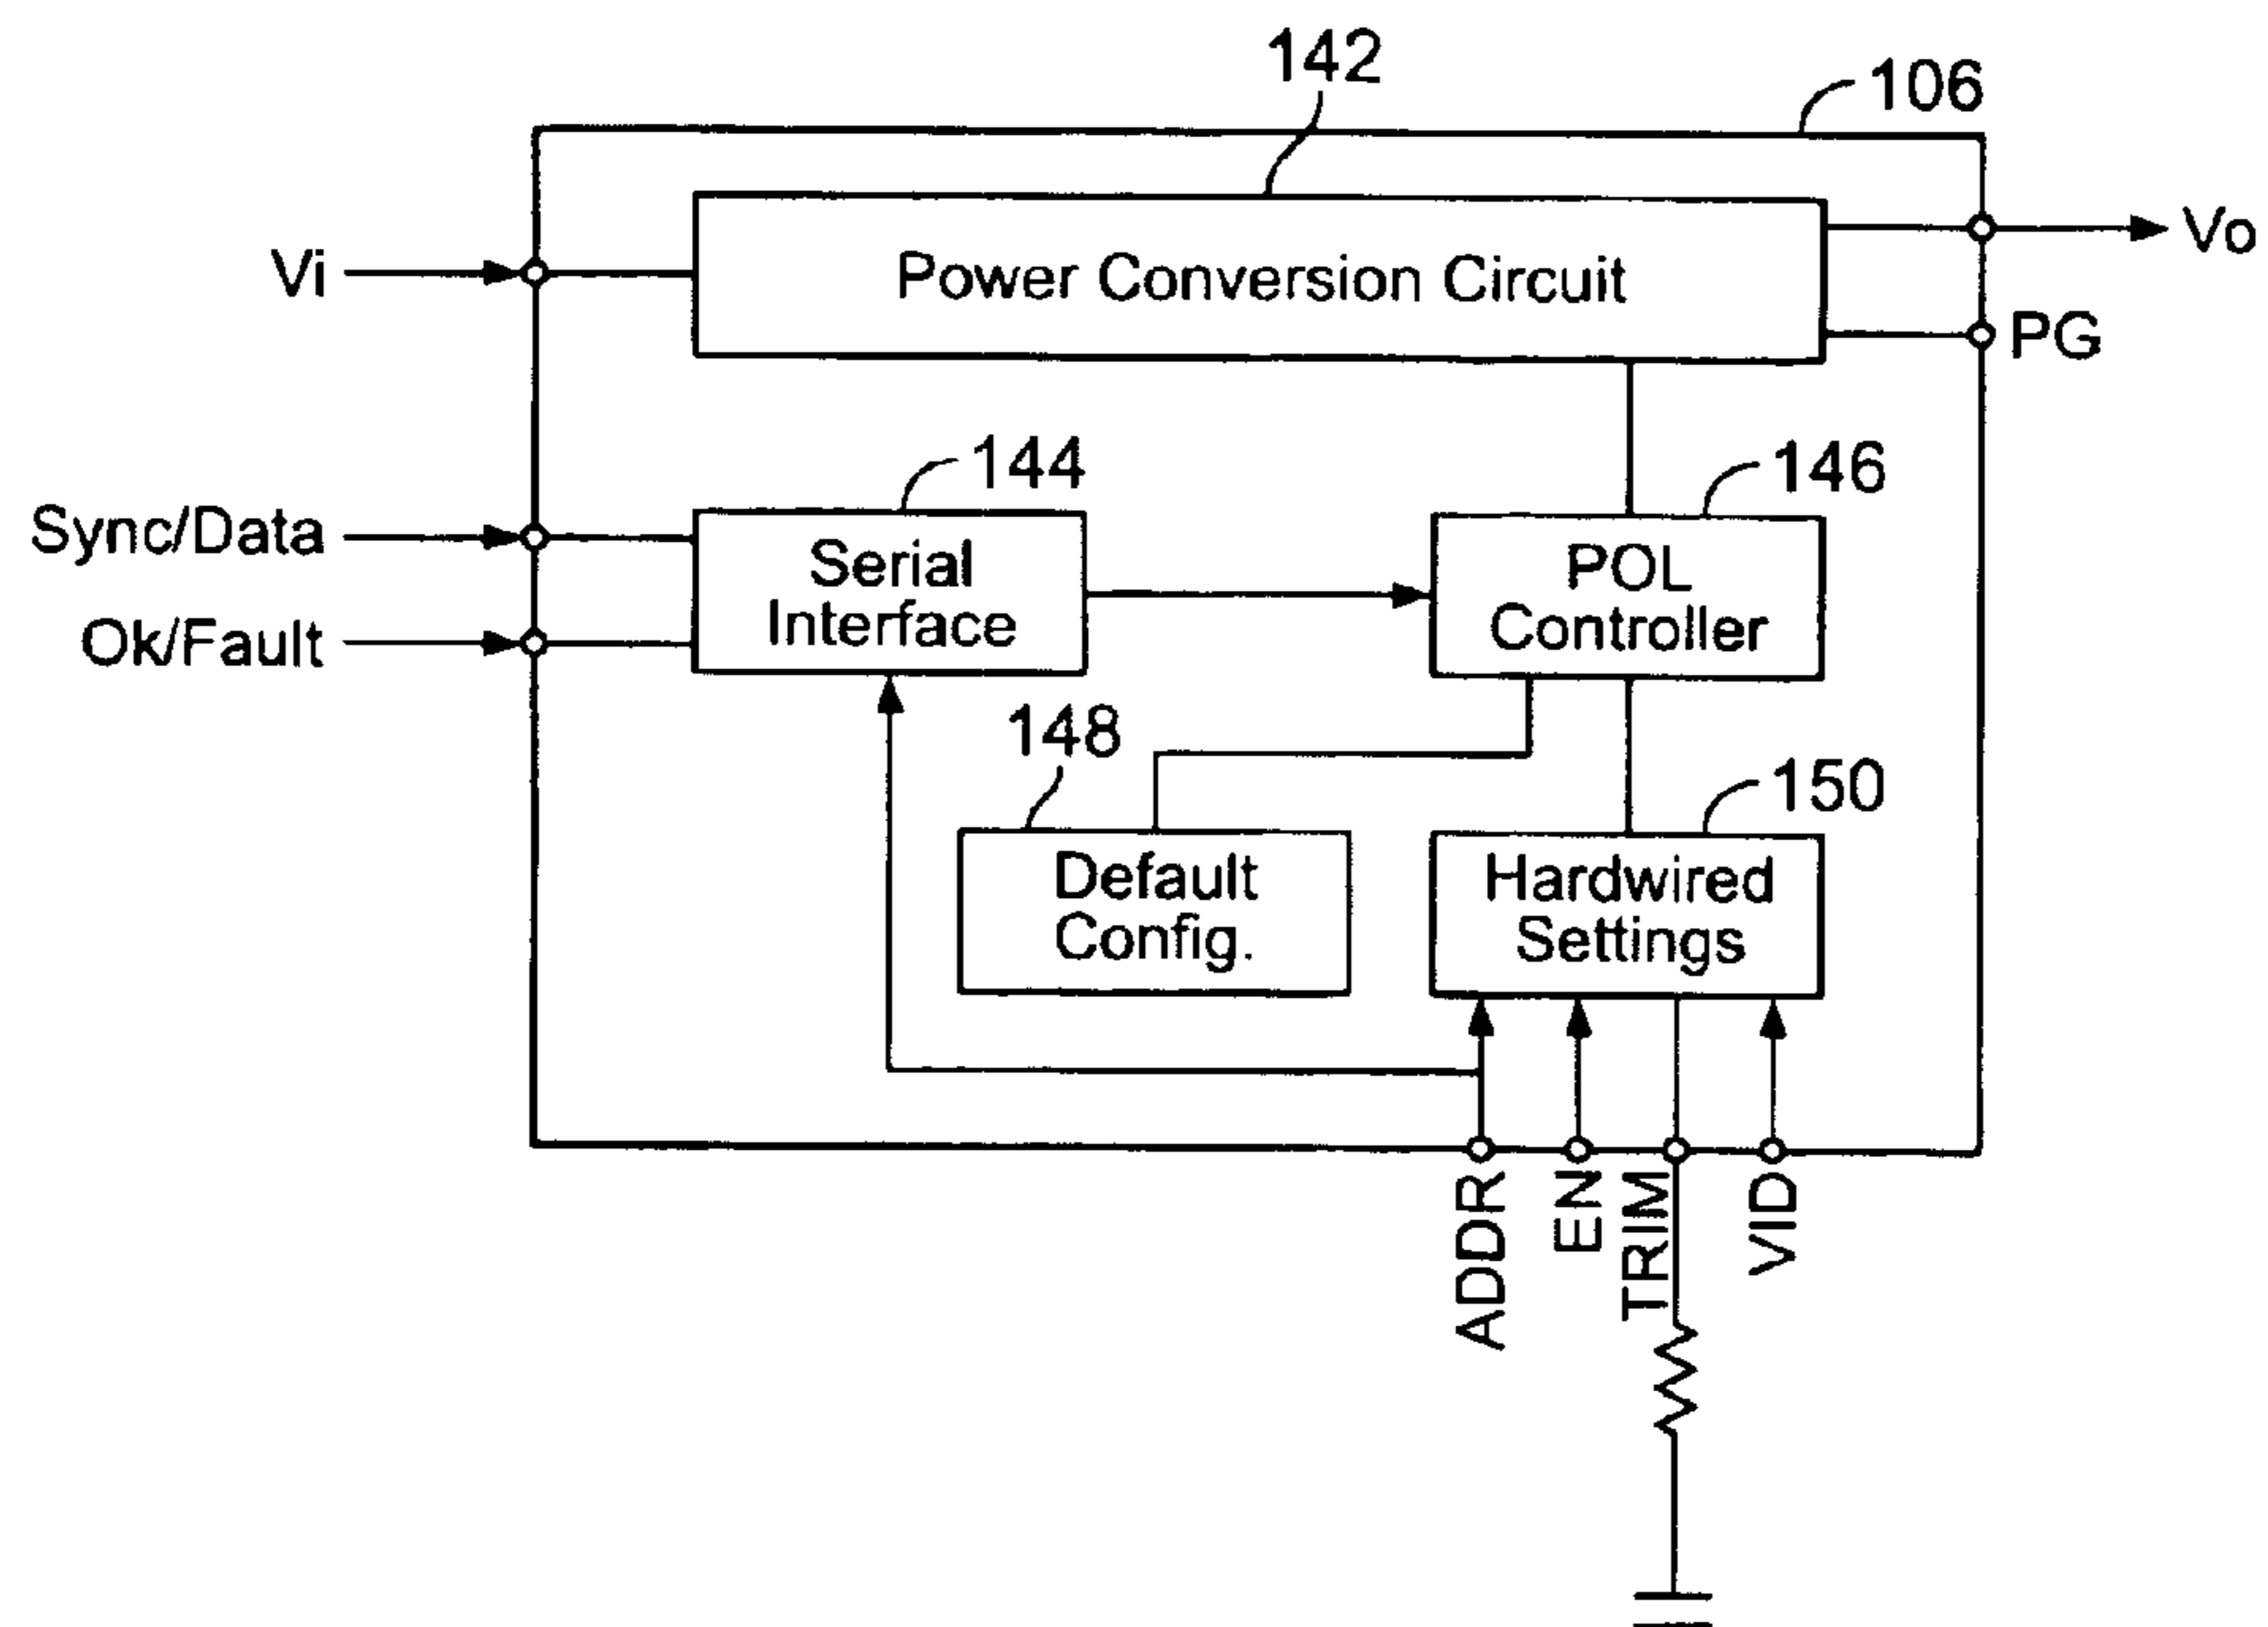 142
106
Vi
Power Conversion Circuit
Vo
PG
144
146
Sync/Data
Ok/Fault
Serial
Interface
POL
Controller
148
150
Default
Config.
Hardwired
Settings
ADDR
EN
TRIM
VID